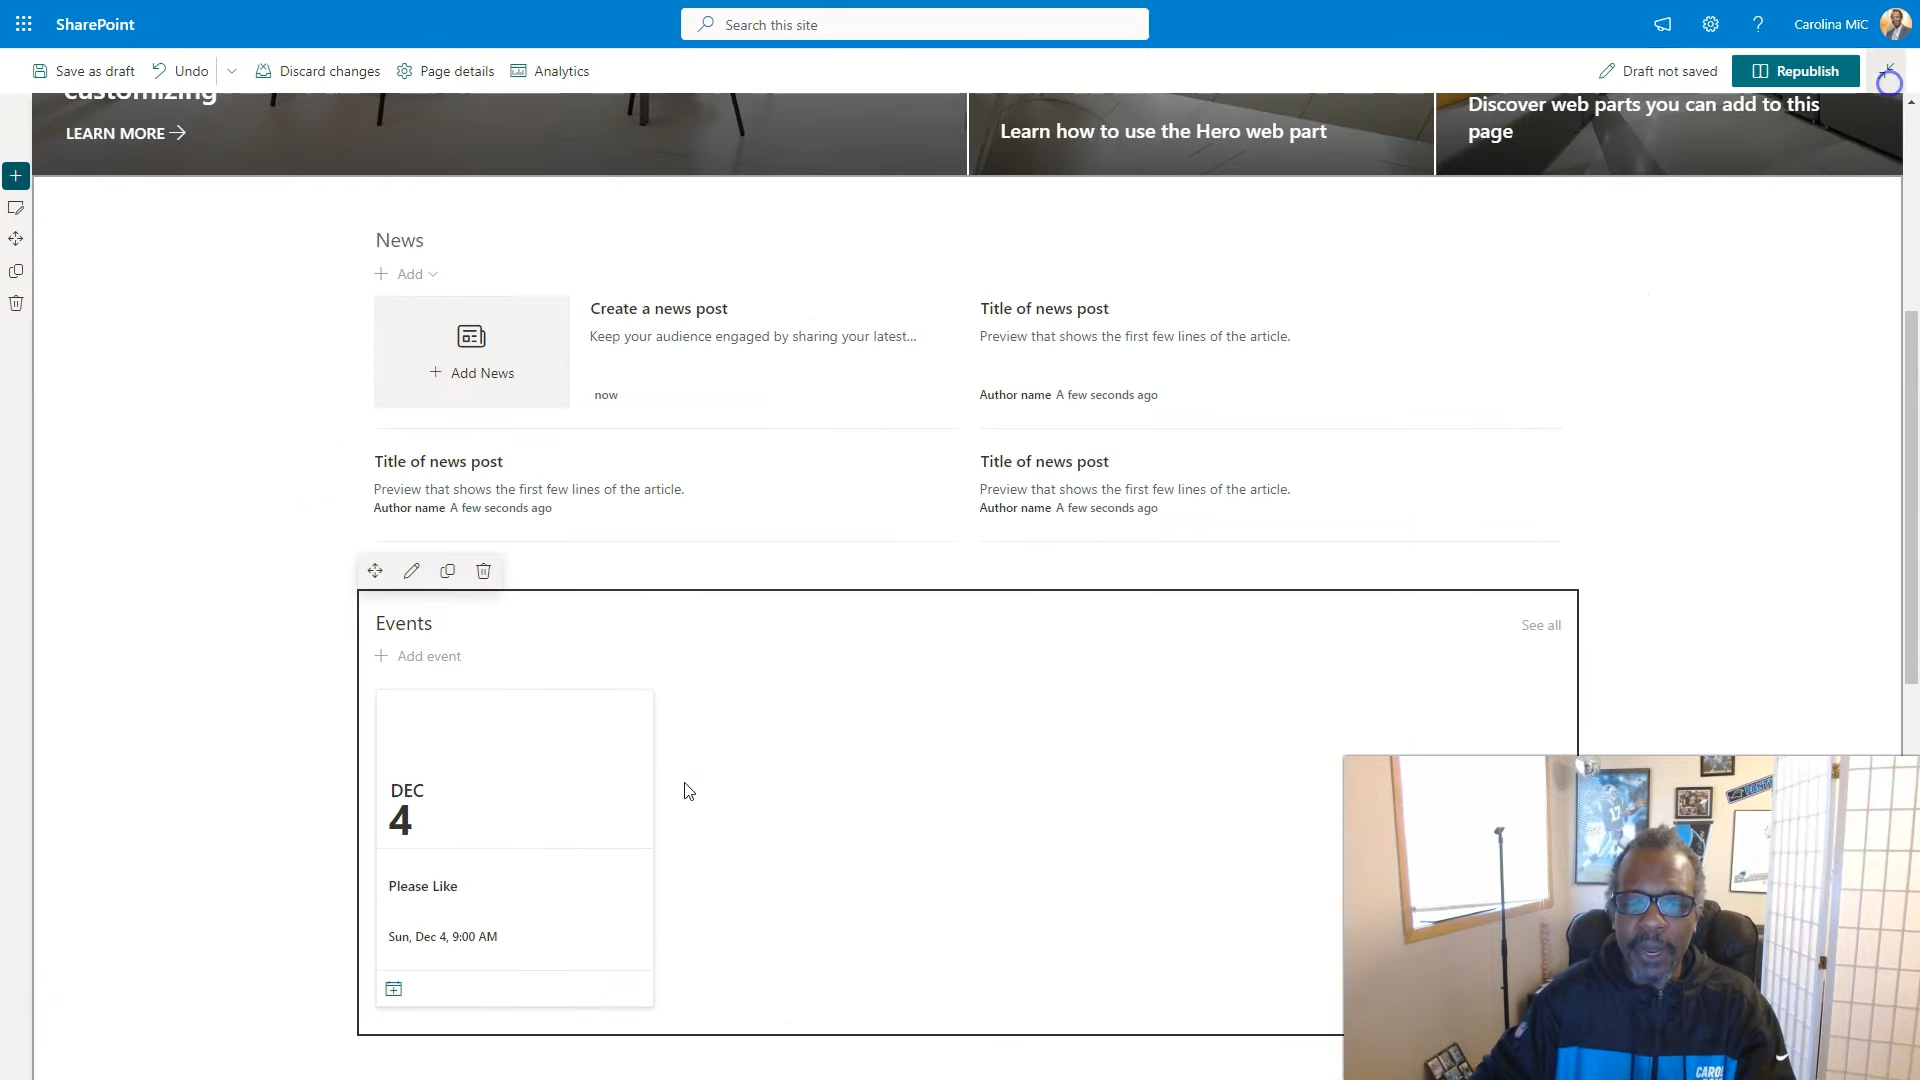 SharePoint
Search this site
Carolina MiC
Save as draft
Undo
Discard changes
Page details
Analytics
Draft not saved
Republish
customizing
LEARN MORE
Learn how to use the Hero web part
Discover web parts you can add to this
page
News
Add
Add News
Create a news post
Keep your audience engaged by sharing your latest...
now
Title of news post
Preview that shows the first few lines of the article.
Author name A few seconds ago
Title of news post
Preview that shows the first few lines of the article.
Author name A few seconds ago
Title of news post
Preview that shows the first few lines of the article.
Author name A few seconds ago
Events
See all
Add event
DEC
4
Please Like
Sun, Dec 4, 9:00 AM
17